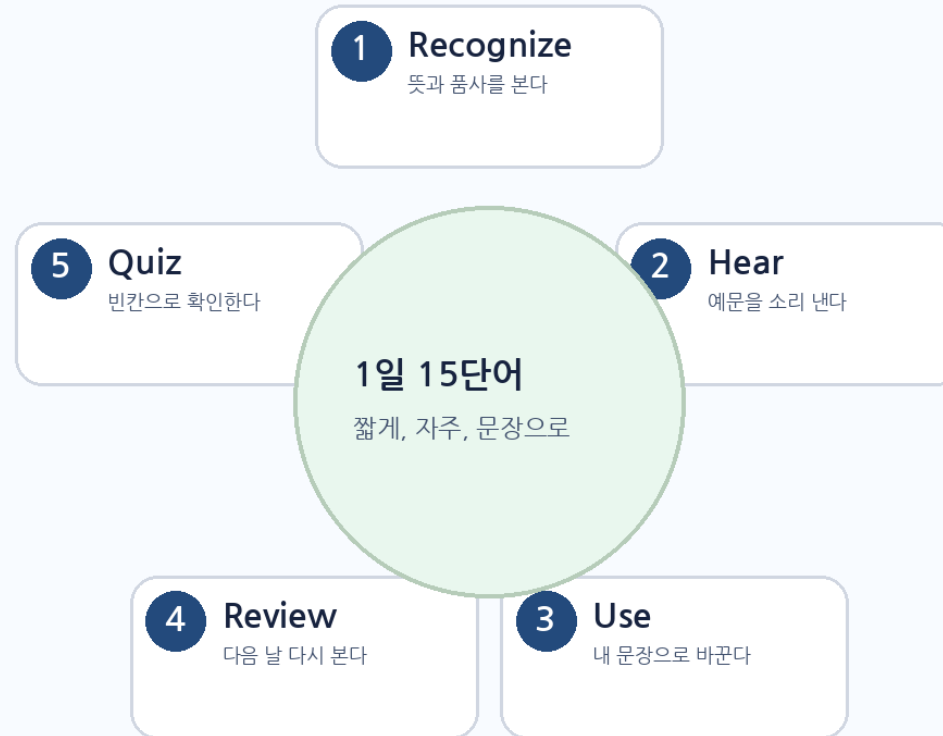 1
Recognize
뜻과 품사를 본다
2
Hear
예문을 소리 낸다
3
Use
내 문장으로 바꾼다
4
Review
다음 날 다시 본다
5
Quiz
빈칸으로 확인한다
1일 15단어
짧게, 자주, 문장으로